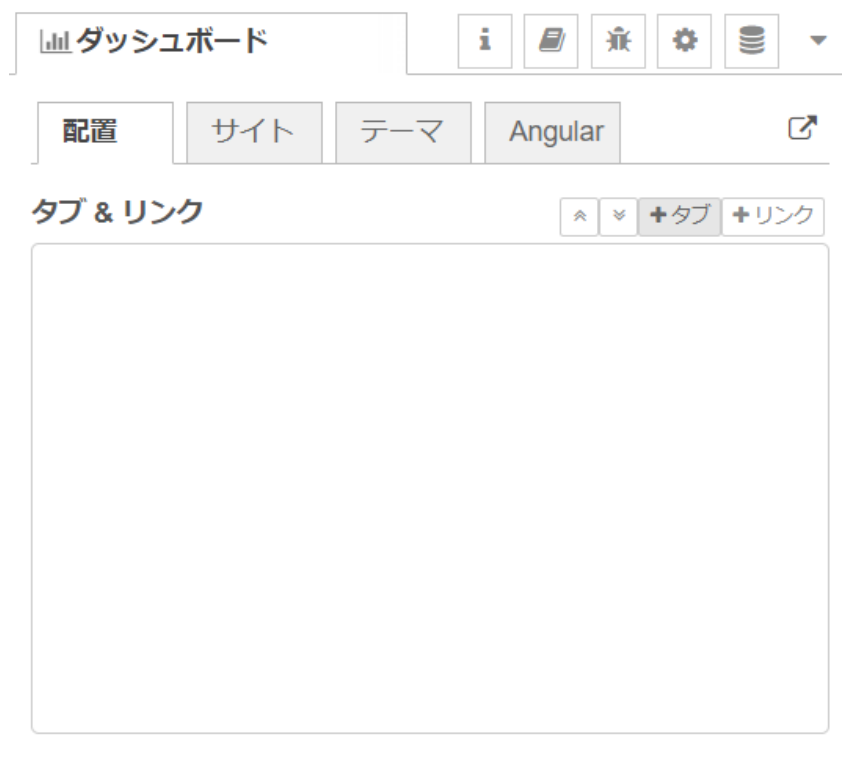 ダッシュボード
配置 サイト テーマ Angular
タブ & リンク +タブ +リンク